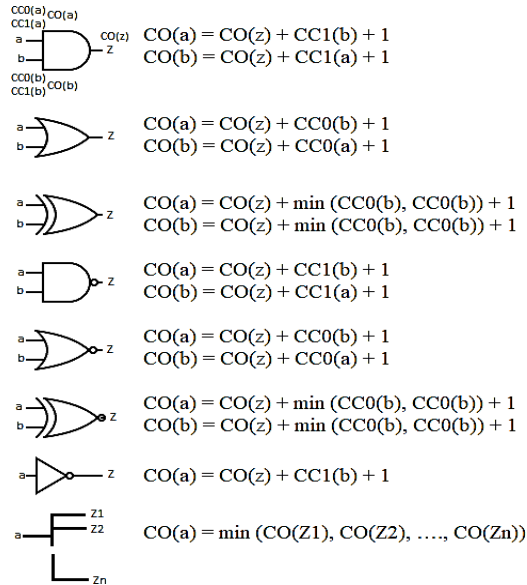 CC0(a) CO(a)
CC1(a)
a
b
CO(z)
Z
CC0(b) CO(b)
CC1(b)
CO(a) = CO(z) + CC1(b) + 1
CO(b) = CO(z) + CC1(a) + 1
a
b
Z
CO(a) = CO(z) + CC0(b) + 1
CO(b) = CO(z) + CC0(a) + 1
a
b
Z
CO(a) = CO(z) + min (CC0(b), CC0(b)) + 1
CO(b) = CO(z) + min (CC0(b), CC0(b)) + 1
a
b
Z
CO(a) = CO(z) + CC1(b) + 1
CO(b) = CO(z) + CC1(a) + 1
a
b
Z
CO(a) = CO(z) + CC0(b) + 1
CO(b) = CO(z) + CC0(a) + 1
a
b
Z
CO(a) = CO(z) + min (CC0(b), CC0(b)) + 1
CO(b) = CO(z) + min (CC0(b), CC0(b)) + 1
a
Z
CO(a) = CO(z) + CC1(b) + 1
a
Z1
Z2
Zn
CO(a) = min (CO(Z1), CO(Z2), ...., CO(Zn))